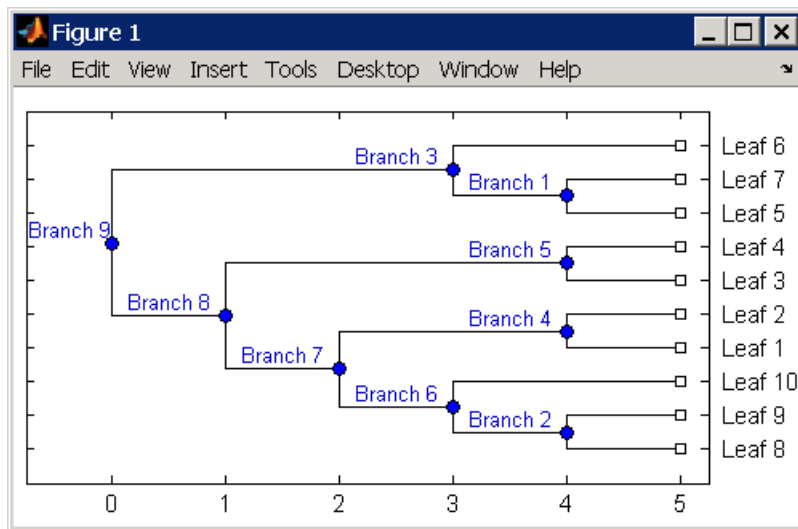 Figure 1
File Edit View Insert Tools Desktop Window Help
Branch 3
Leaf 6
Branch 1
Leaf 7
Leaf 5
Branch 9
Branch 5
Leaf 4
Leaf 3
Branch 8
Branch 4
Leaf 2
Leaf 1
Branch 7
Leaf 10
Branch 6
Branch 2
Leaf 9
Leaf 8
0 1 2 3 4 5